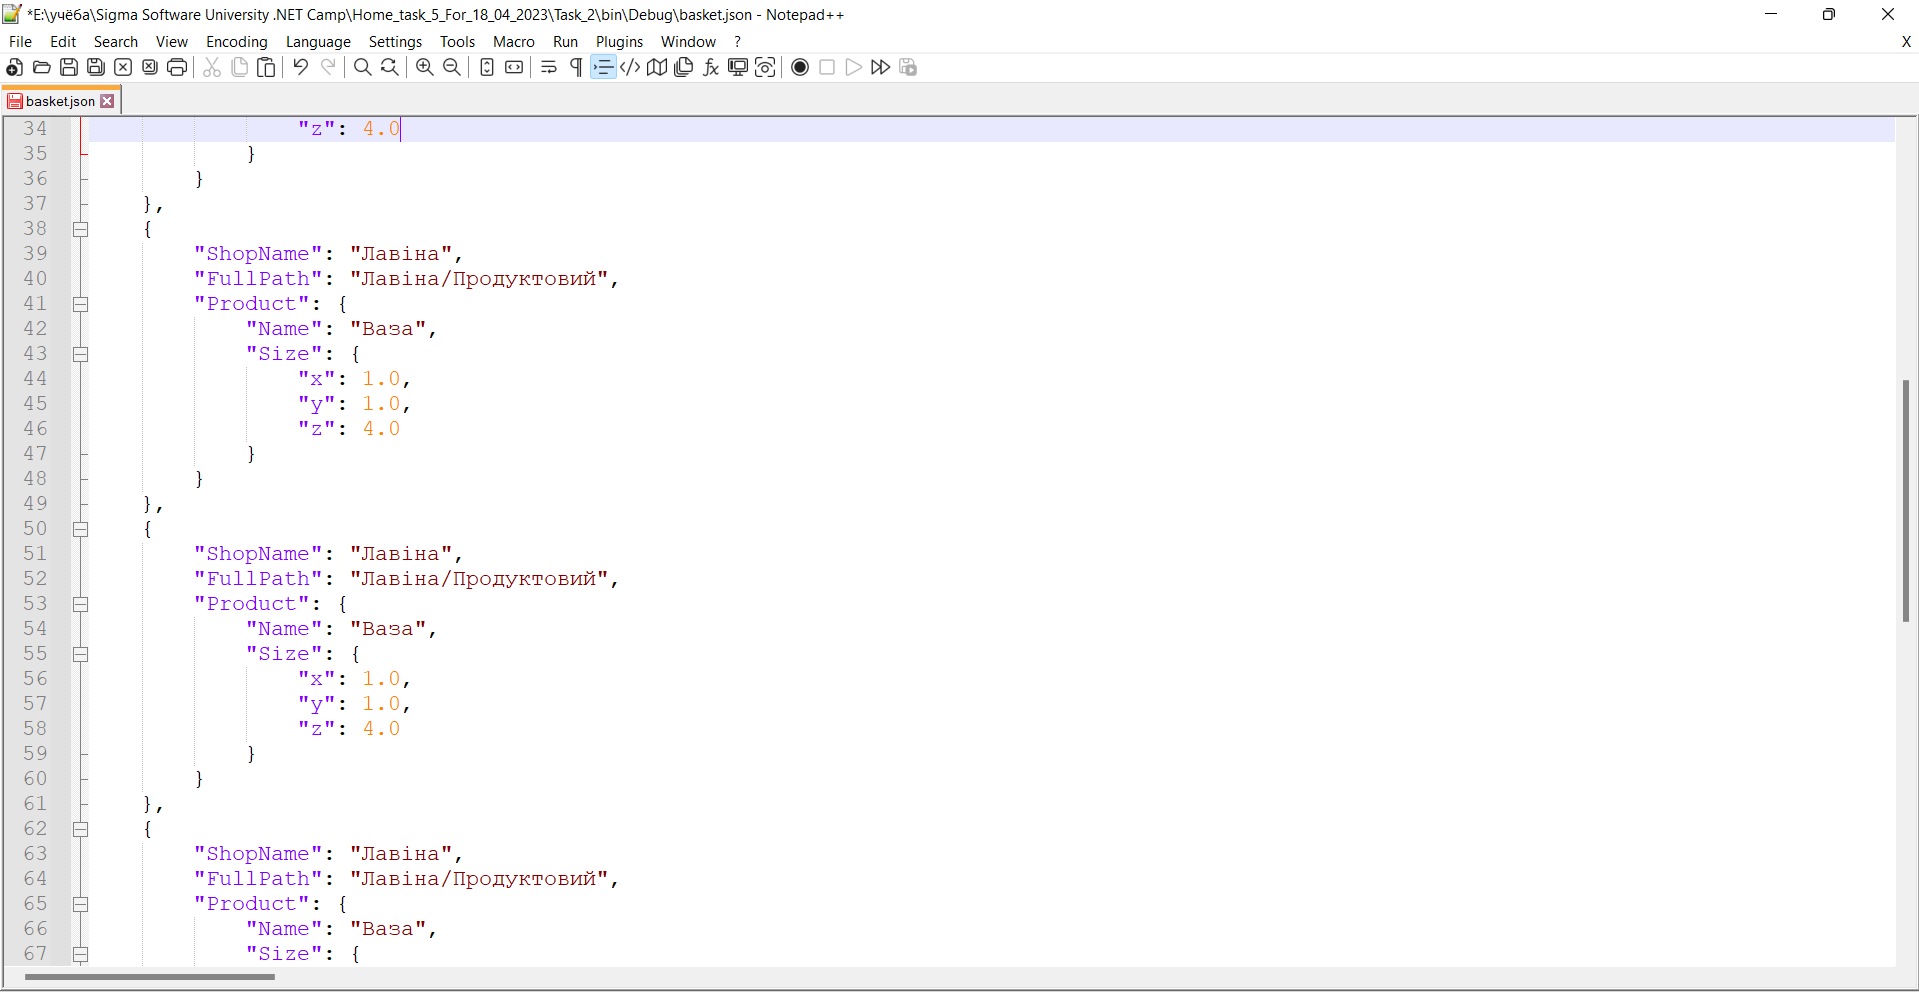 *E:\учёба\Sigma Software University .NET Camp\Home_task_5_For_18_04_2023\Task_2\bin\Debug\basket.json - Notepad++
File Edit Search View Encoding Language Settings Tools Macro Run Plugins Window ? X
basket.json
34 "z": 4.0
35 }
36 }
37 },
38 {
39 "ShopName": "Лавіна",
40 "FullPath": "Лавіна/Продуктовий",
41 "Product": {
42 "Name": "Ваза",
43 "Size": {
44 "x": 1.0,
45 "y": 1.0,
46 "z": 4.0
47 }
48 }
49 },
50 {
51 "ShopName": "Лавіна",
52 "FullPath": "Лавіна/Продуктовий",
53 "Product": {
54 "Name": "Ваза",
55 "Size": {
56 "x": 1.0,
57 "y": 1.0,
58 "z": 4.0
59 }
60 }
61 },
62 {
63 "ShopName": "Лавіна",
64 "FullPath": "Лавіна/Продуктовий",
65 "Product": {
66 "Name": "Ваза",
67 "Size": {